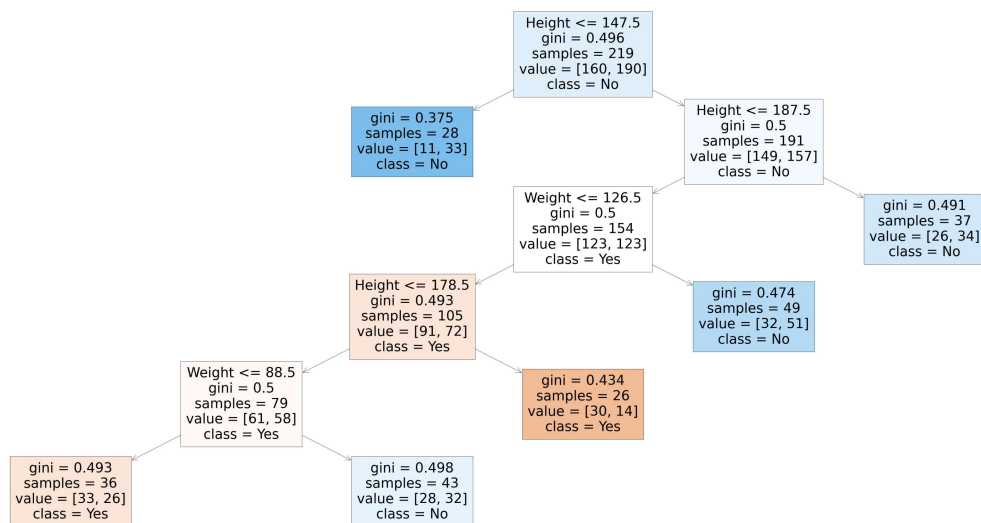 Height <= 147.5
gini = 0.496
samples = 219
value = [160, 190]
class = No
gini = 0.375
samples = 28
value = [11, 33]
class = No
Height <= 187.5
gini = 0.5
samples = 191
value = [149, 157]
class = No
Weight <= 126.5
gini = 0.5
samples = 154
value = [123, 123]
class = Yes
gini = 0.491
samples = 37
value = [26, 34]
class = No
Height <= 178.5
gini = 0.493
samples = 105
value = [91, 72]
class = Yes
gini = 0.474
samples = 49
value = [32, 51]
class = No
Weight <= 88.5
gini = 0.5
samples = 79
value = [61, 58]
class = Yes
gini = 0.434
samples = 26
value = [30, 14]
class = Yes
gini = 0.493
samples = 36
value = [33, 26]
class = Yes
gini = 0.498
samples = 43
value = [28, 32]
class = No